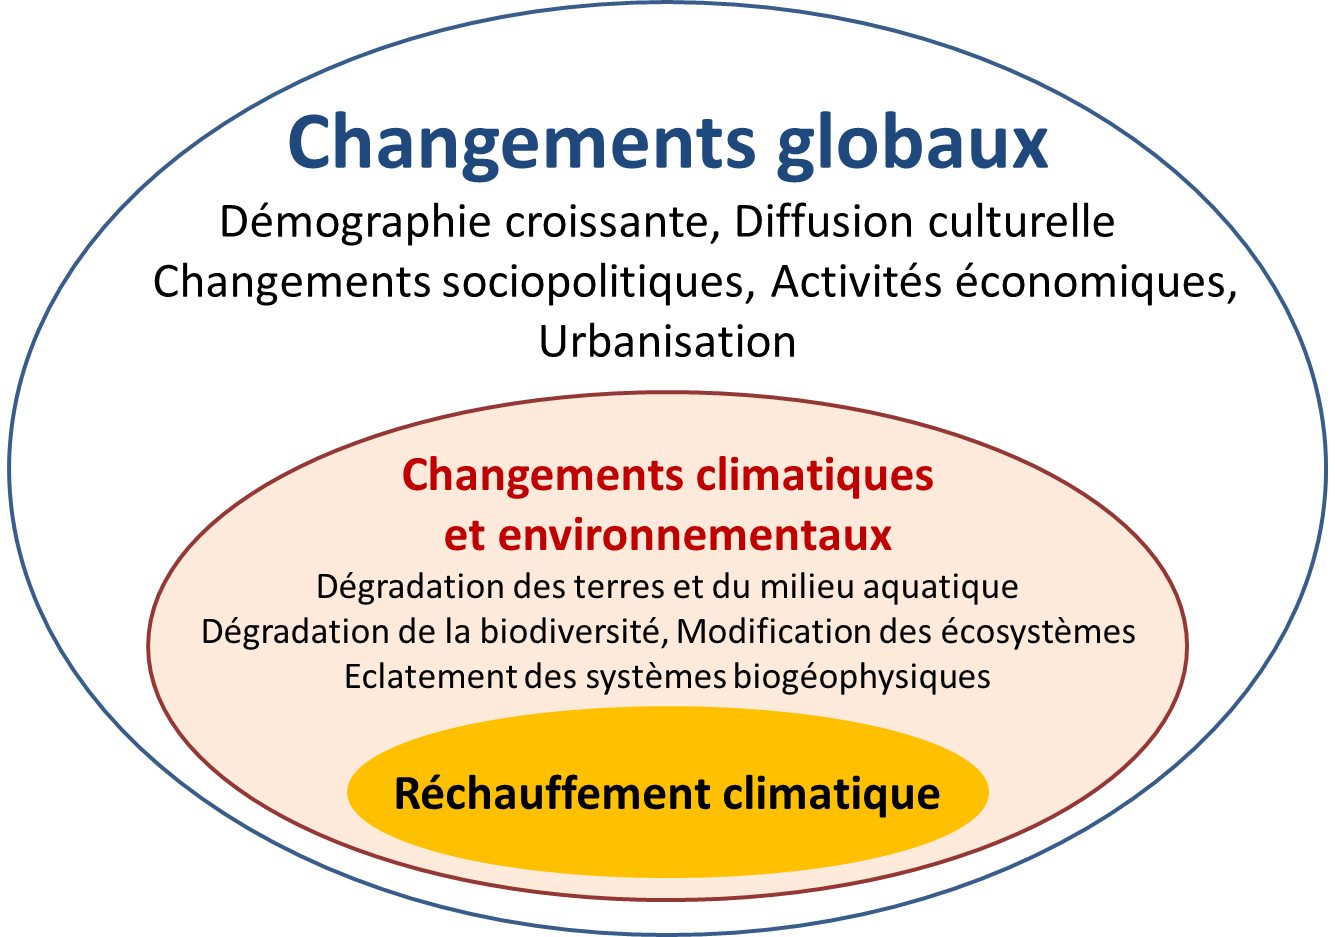 Changements globaux
Démographie croissante, Diffusion culturelle
Changements sociopolitiques, Activités économiques,
Urbanisation
Changements climatiques
et environnementaux
Dégradation des terres et du milieu aquatique
Dégradation de la biodiversité, Modification des écosystèmes
Eclatement des systèmes biogéophysiques
Réchauffement climatique